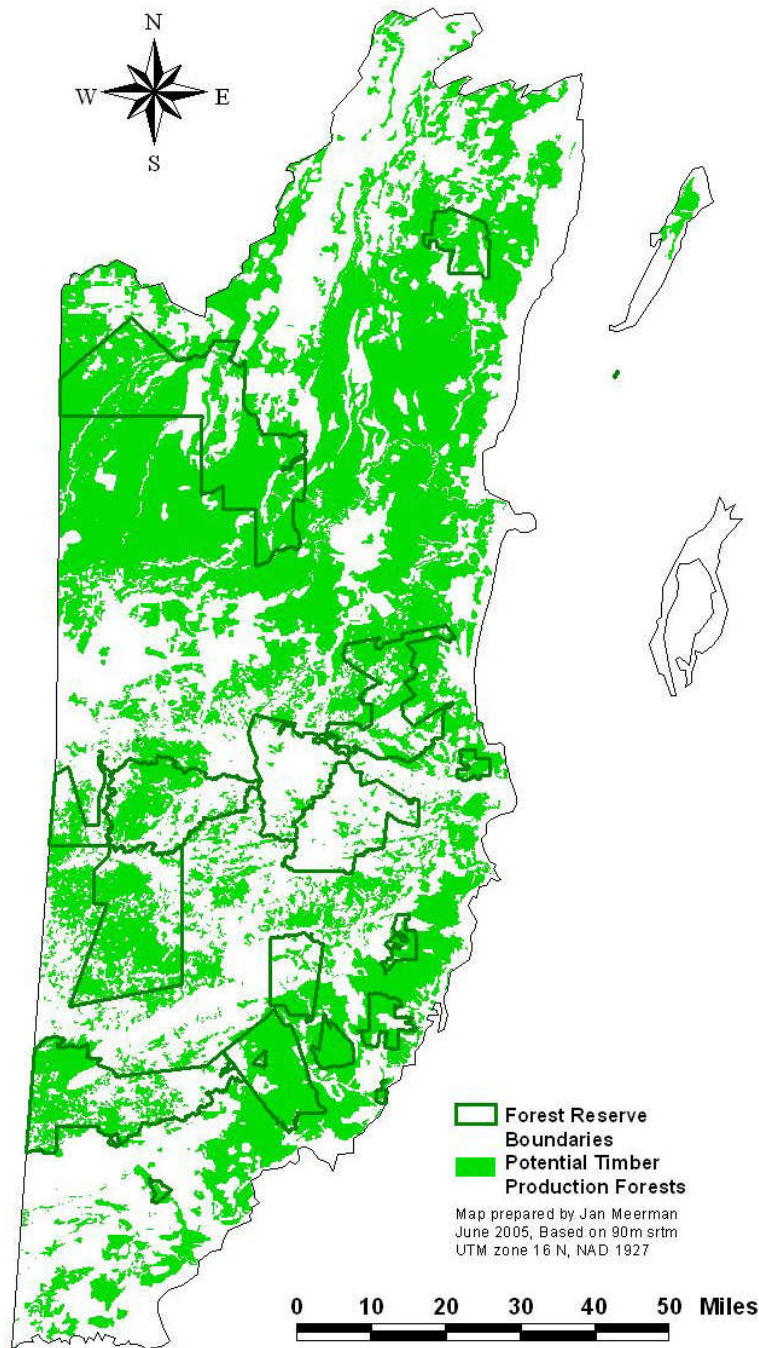 N
W E
S
Forest Reserve
Boundaries
Potential Timber
Production Forests
Map prepared by Jan Meerman
June 2005, Based on 90m srtm
UTM zone 16 N, NAD 1927
0 10 20 30 40 50 Miles